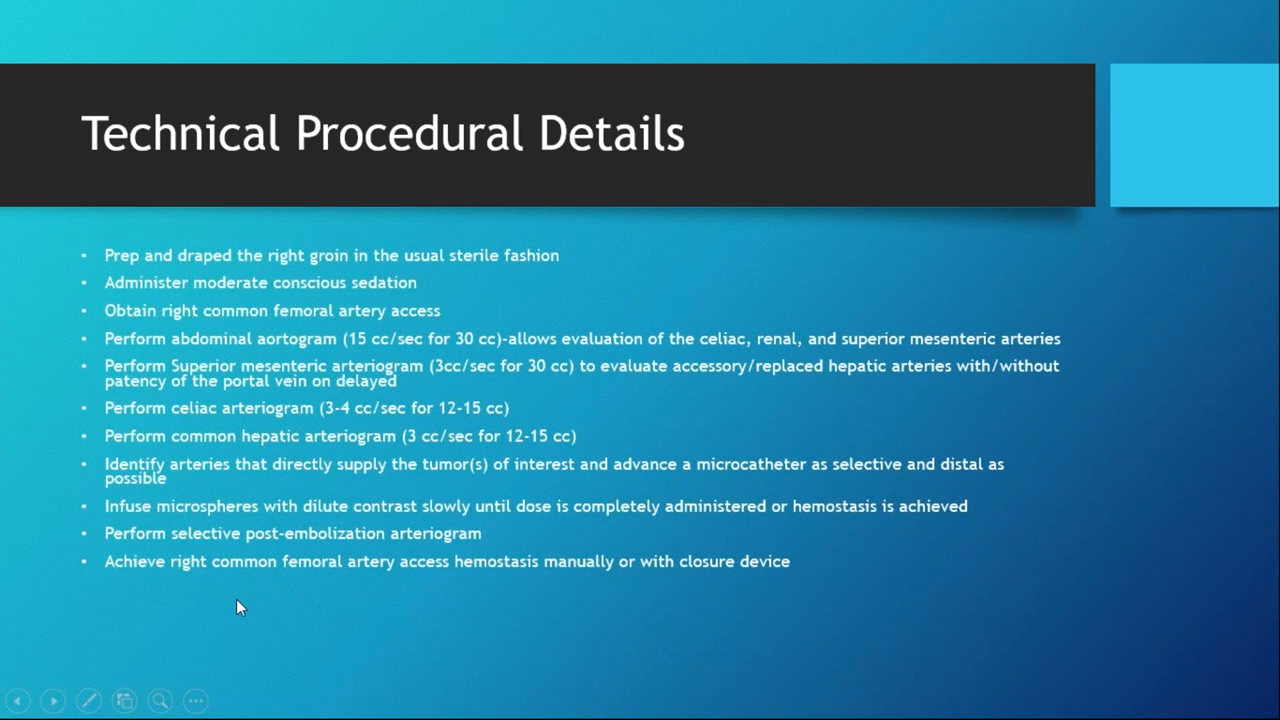 Technical Procedural Details
• Prep and draped the right groin in the usual sterile fashion
• Administer moderate conscious sedation
• Obtain right common femoral artery access
• Perform abdominal aortogram (15 cc/sec for 30 cc)-allows evaluation of the celiac, renal, and superior mesenteric arteries
• Perform Superior mesenteric arteriogram (3cc/sec for 30 cc) to evaluate accessory/replaced hepatic arteries with/without
patency of the portal vein on delayed
• Perform celiac arteriogram (3-4 cc/sec for 12-15 cc)
• Perform common hepatic arteriogram (3 cc/sec for 12-15 cc)
• Identify arteries that directly supply the tumor(s) of interest and advance a microcatheter as selective and distal as
possible
• Infuse microspheres with dilute contrast slowly until dose is completely administered or hemostasis is achieved
• Perform selective post-embolization arteriogram
• Achieve right common femoral artery access hemostasis manually or with closure device